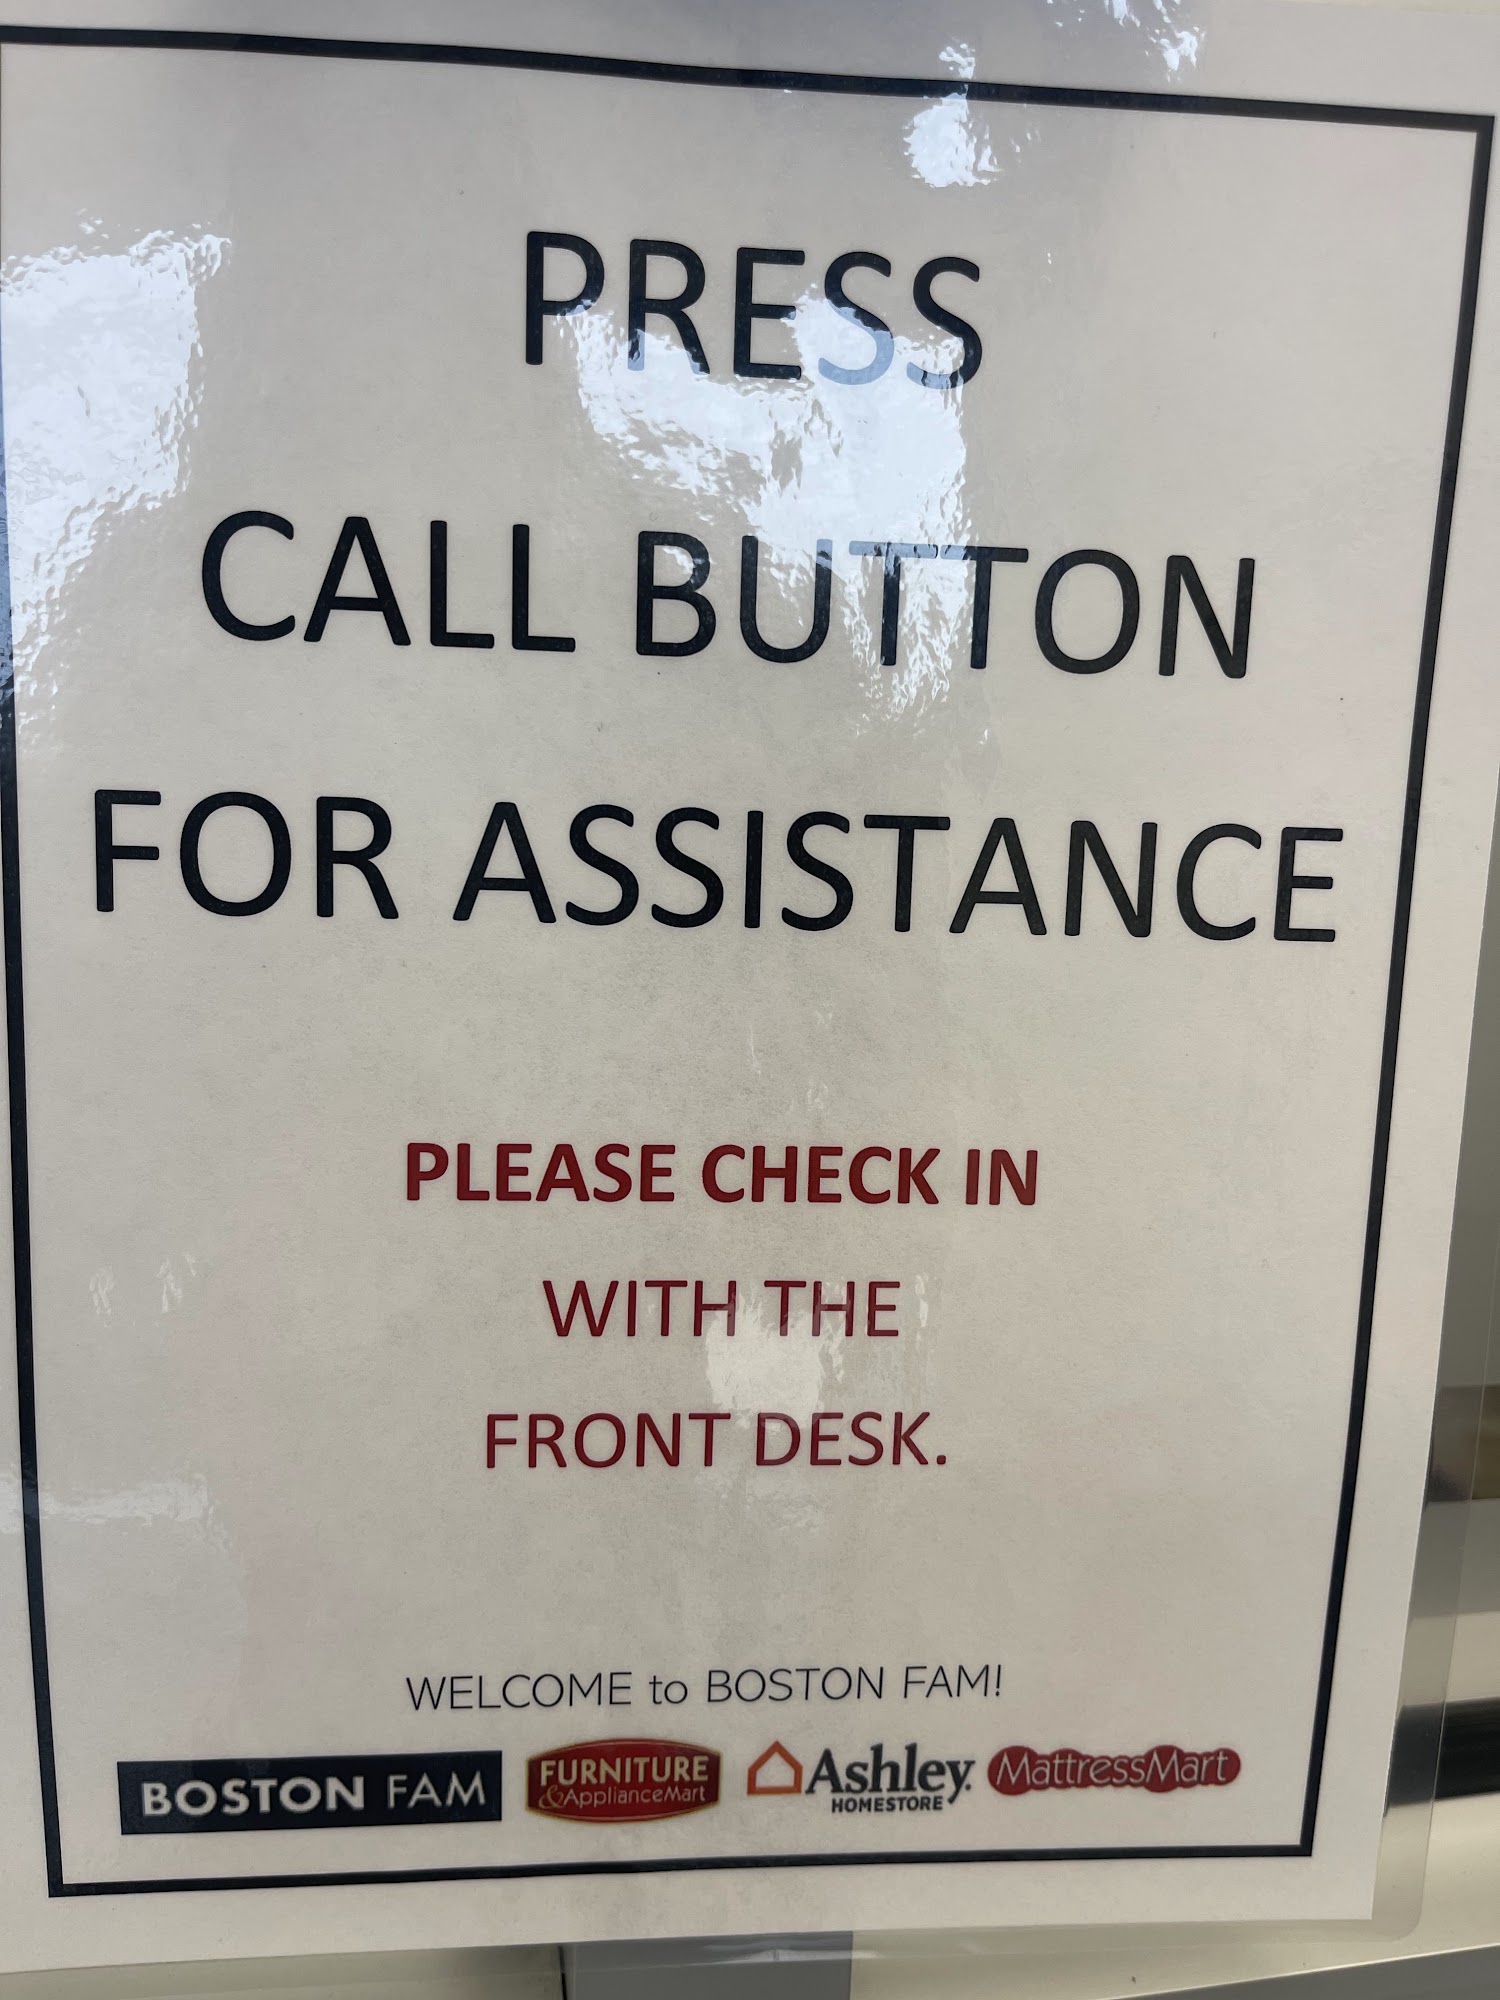 PRESS
CALL BUTTON
FOR ASSISTANCE
PLEASE CHECK IN
WITH THE
FRONT DESK.
WELCOME to BOSTON FAM!
BOSTON FAM
FURNITURE
&ApplianceMart
Ashley
HOMESTORE
MattressMart